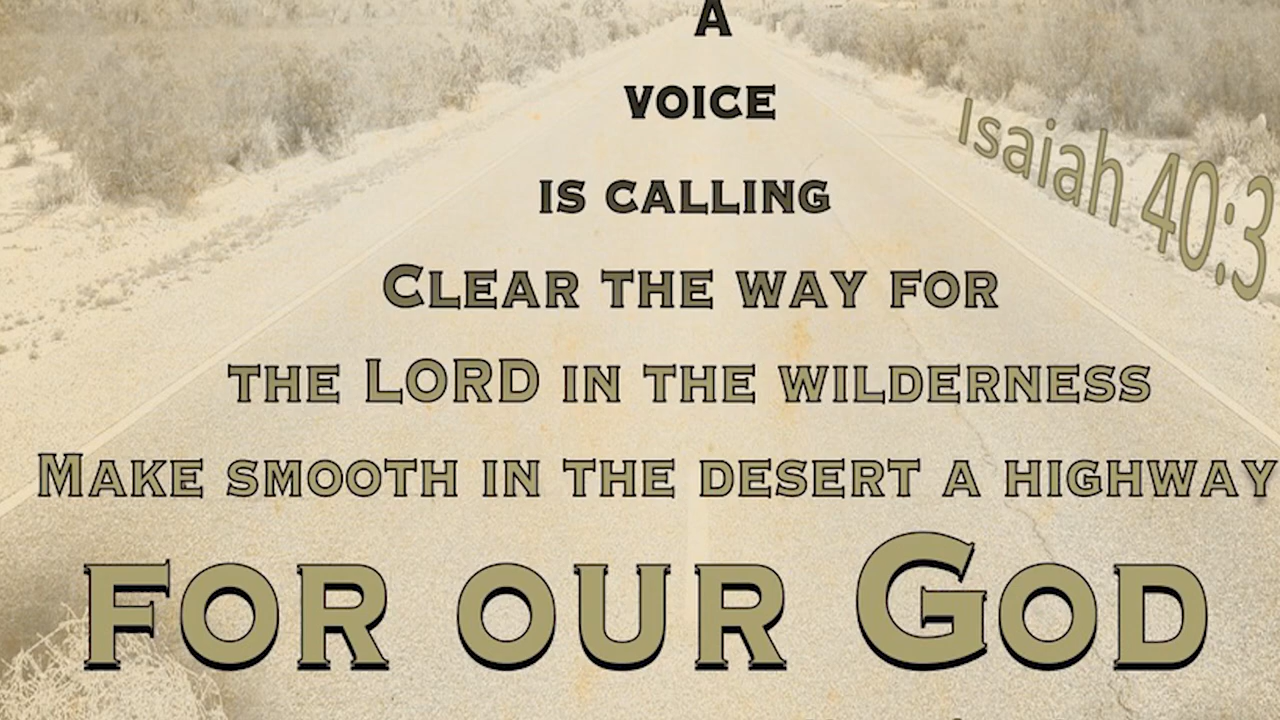 A
VOICE
IS CALLING
CLEAR THE WAY FOR
THE LORD IN THE WILDERNESS
MAKE SMOOTH IN THE DESERT A HIGHWAY
FOR OUR GOD
Isaiah 40:3